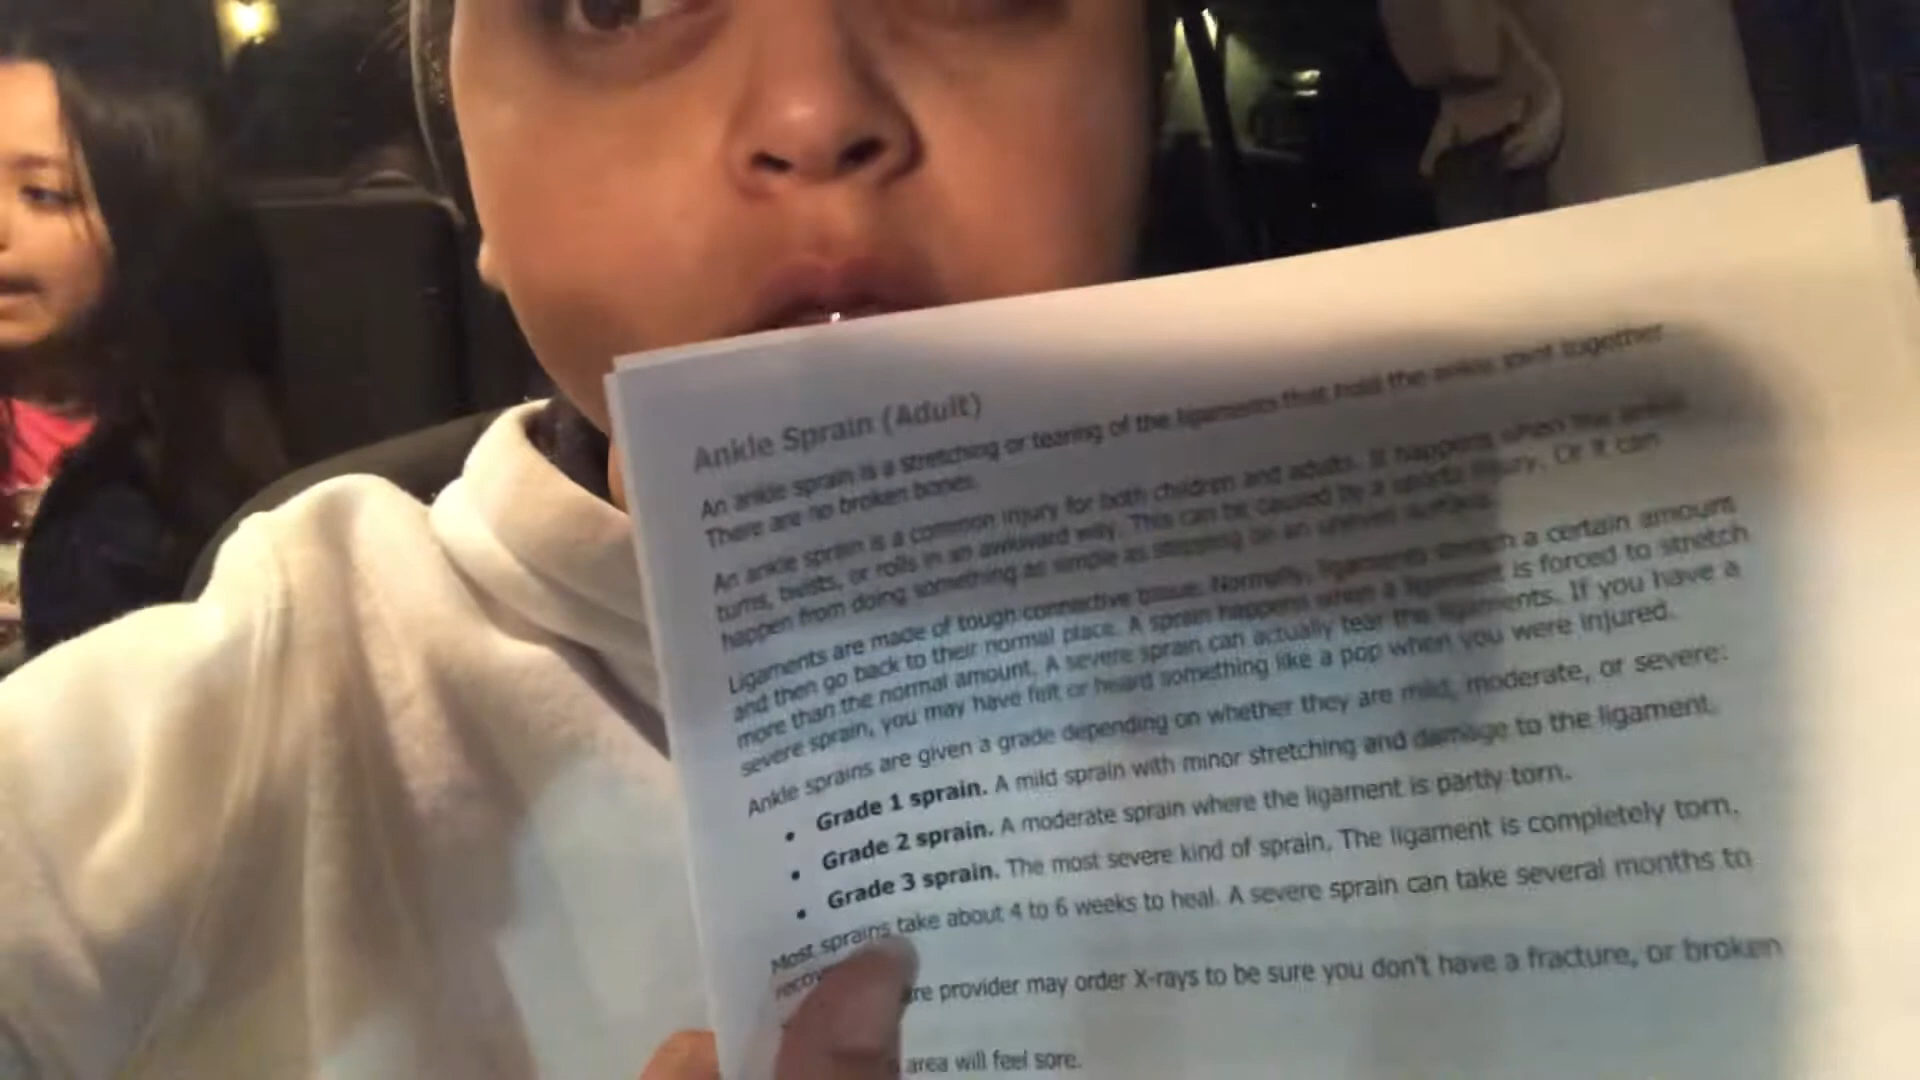 Ankle Sprain (Adult)
An ankle sprain is a stretching or tearing of the ligaments that hold the ankle joint together.
There are no broken bones.
An ankle sprain is a common injury for both children and adults. It happens when the ankle
turns, twists, or rolls in an awkward way. This can be caused by a sports injury. Or it can
happen from doing something as simple as stepping on an uneven surface.
Ligaments are made of tough connective tissue. Normally, ligaments stretch a certain amount
and then go back to their normal place. A sprain happens when a ligament is forced to stretch
more than the normal amount. A severe sprain can actually tear the ligaments. If you have a
severe sprain, you may have felt or heard something like a pop when you were injured.
Ankle sprains are given a grade depending on whether they are mild, moderate, or severe:
• Grade 1 sprain. A mild sprain with minor stretching and damage to the ligament.
• Grade 2 sprain. A moderate sprain where the ligament is partly torn.
• Grade 3 sprain. The most severe kind of sprain. The ligament is completely torn.
Most sprains take about 4 to 6 weeks to heal. A severe sprain can take several months to
provider may order X-rays to be sure you don't have a fracture, or broken
area will feel sore.